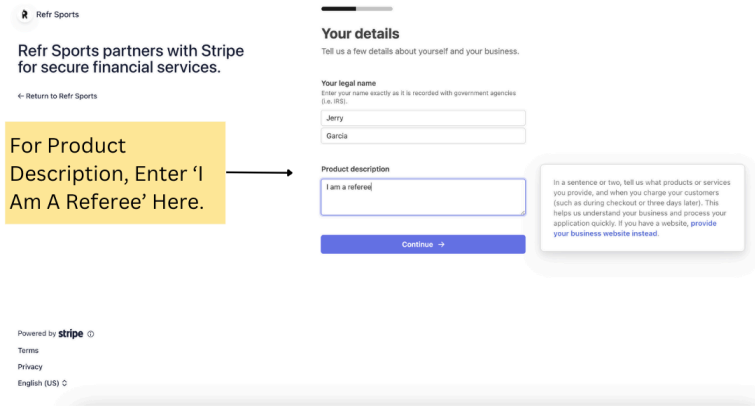 Refr Sports
Refr Sports partners with Stripe
for secure financial services.
← Return to Refr Sports
For Product
Description, Enter ‘I
Am A Referee’ Here.
Your details
Tell us a few details about yourself and your business.
Your legal name
Enter your name exactly as it is recorded with government agencies
(i.e. IRS).
Jerry
Garcia
Product description
I am a referee
Continue →
In a sentence or two, tell us what products or services
you provide, and when you charge your customers
(such as during checkout or three days later). This
helps us understand your business and process your
application quickly. If you have a website, provide
your business website instead.
Powered by stripe
Terms
Privacy
English (US)